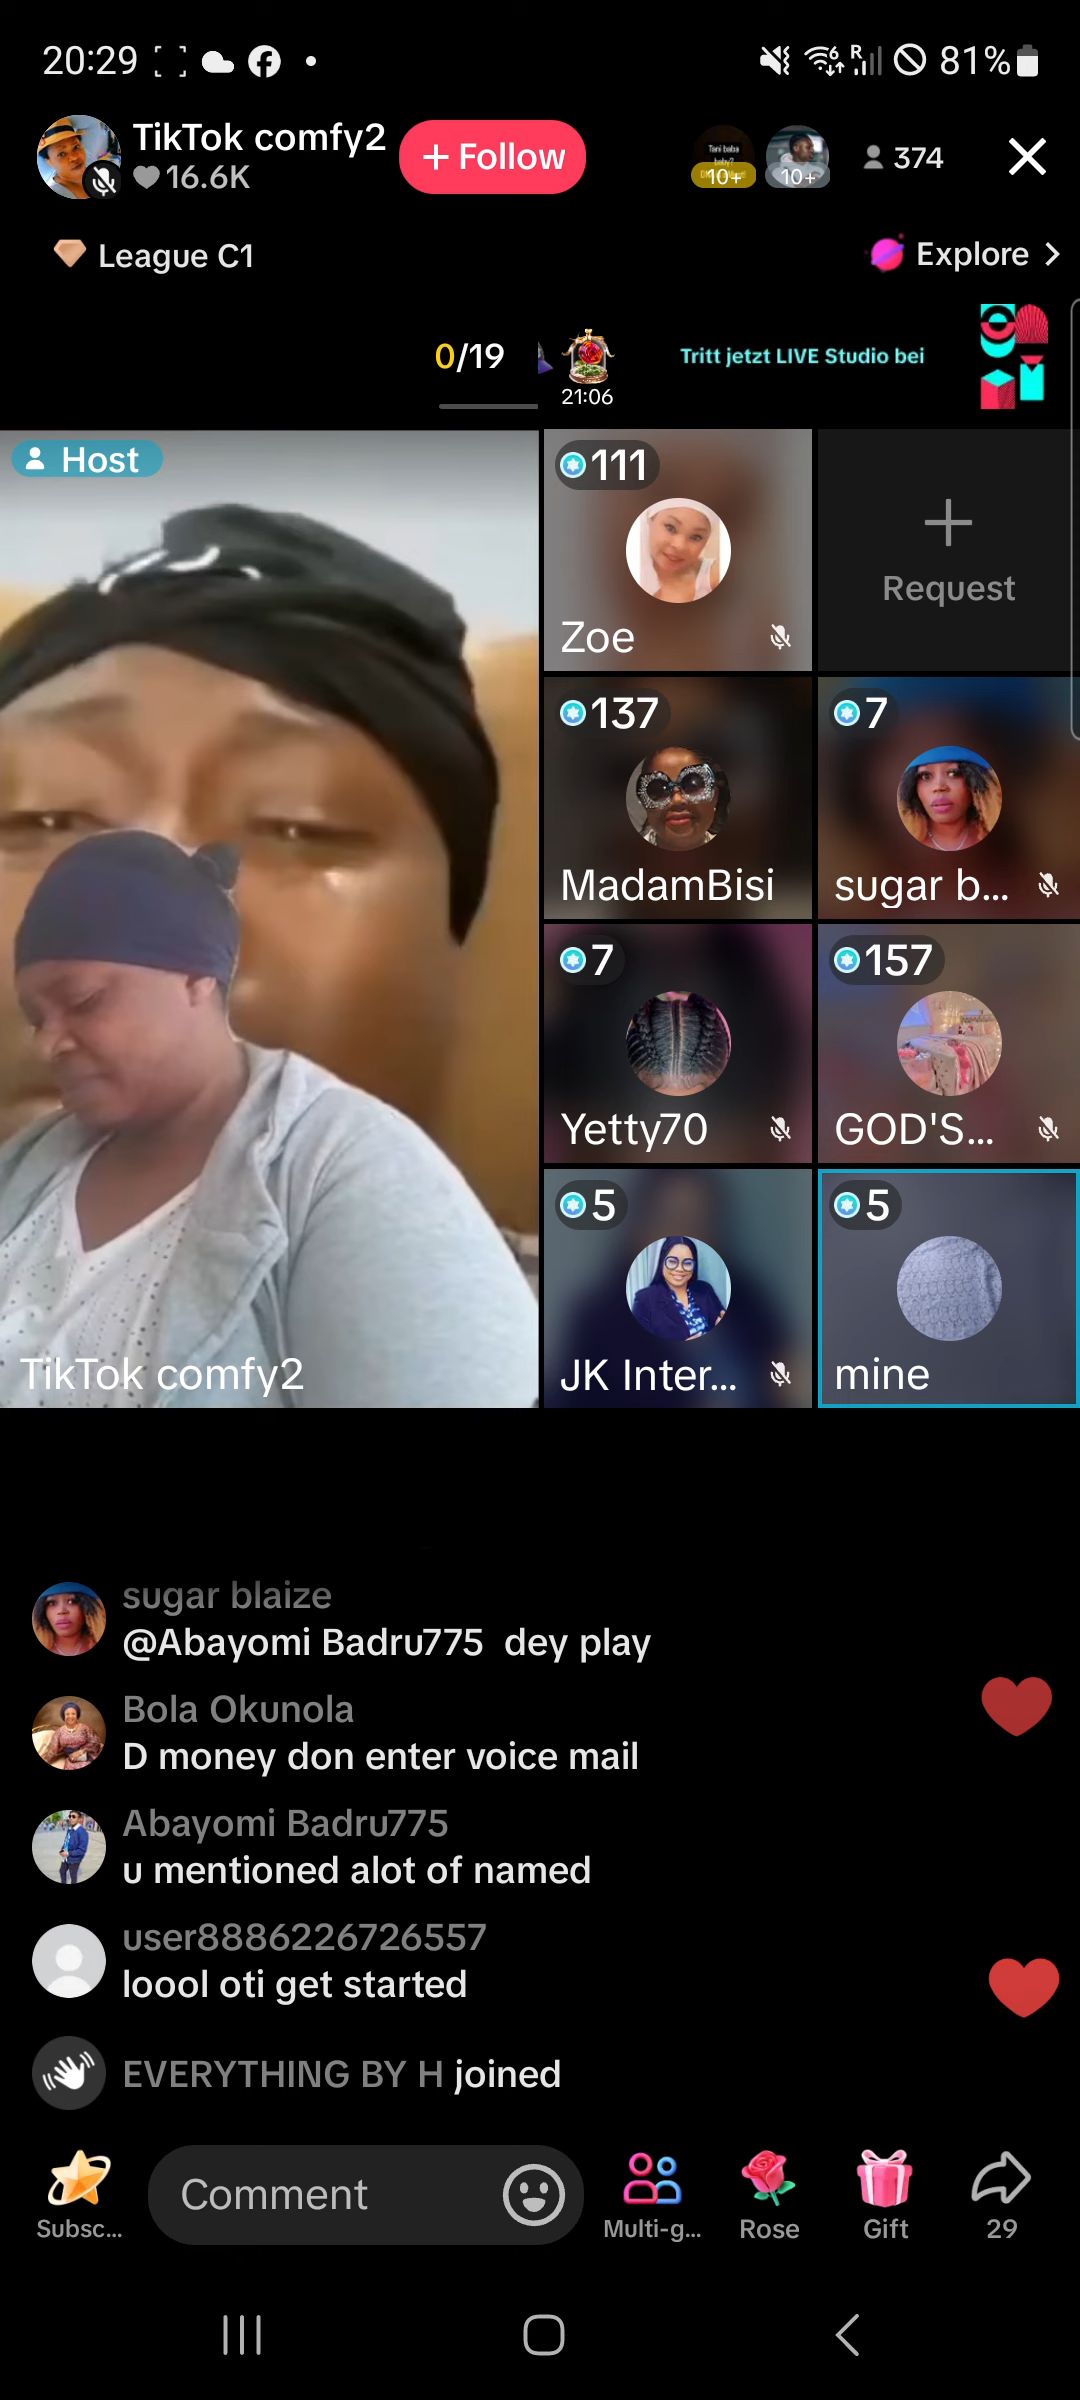 20:29
R
81%
TikTok comfy2
16.6K
+ Follow
Tani baba
baby?
10+
10+
374
League C1
Explore >
0/19
21:06
Tritt jetzt LIVE Studio bei
Host
TikTok comfy2
111
Zoe
Request
137
MadamBisi
7
sugar b...
7
Yetty70
157
GOD'S...
5
JK Inter...
5
mine
sugar blaize
@Abayomi Badru775 dey play
Bola Okunola
D money don enter voice mail
Abayomi Badru775
u mentioned alot of named
user8886226726557
loool oti get started
EVERYTHING BY H joined
Subsc...
Comment
Multi-g...
Rose
Gift
29